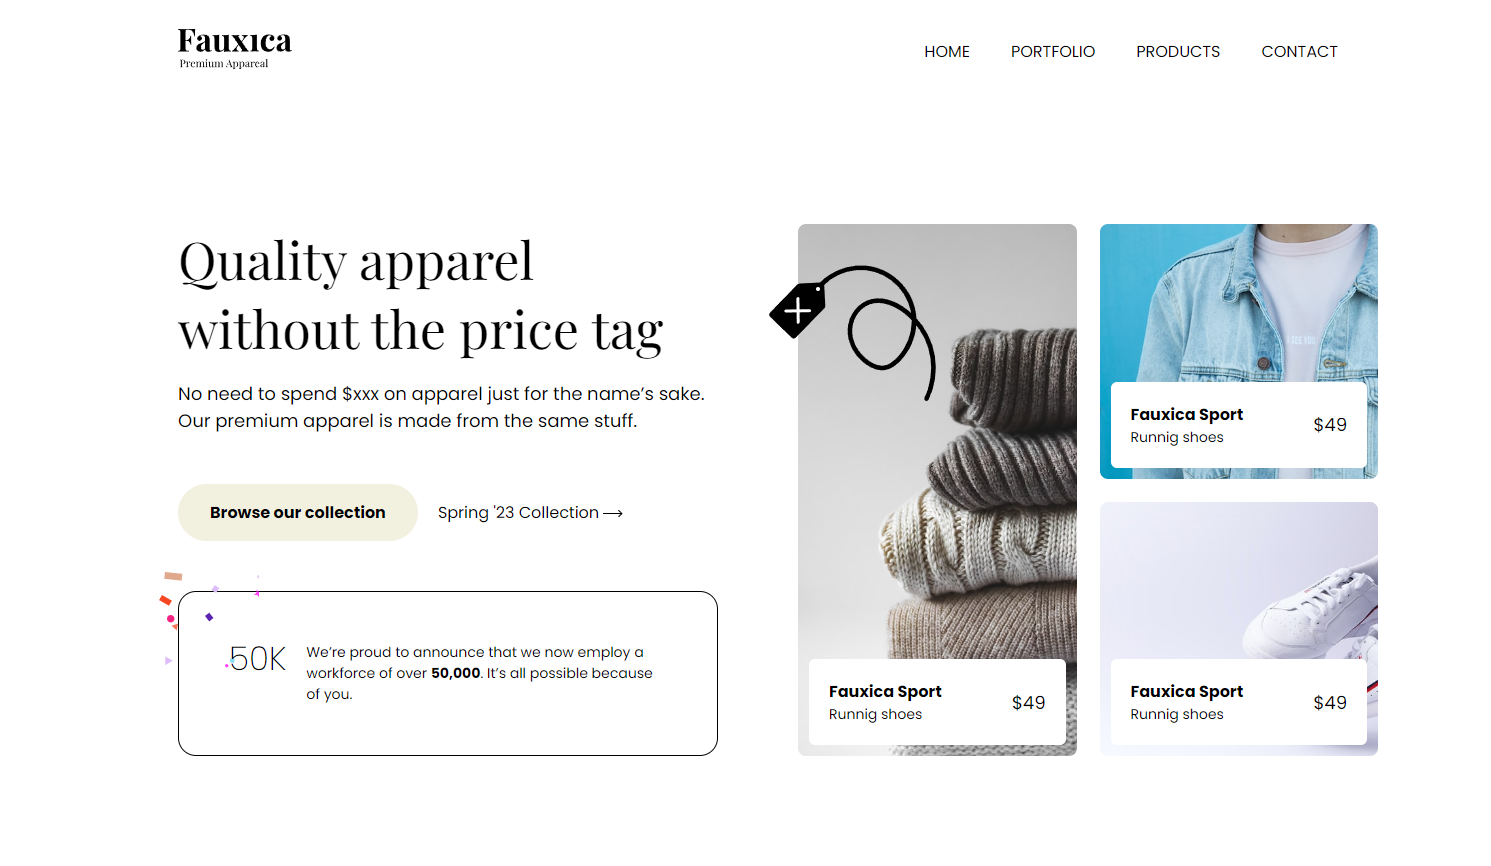 Fauxıca
Premium Appareal
HOME PORTFOLIO PRODUCTS CONTACT
Quality apparel
without the price tag
No need to spend $xxx on apparel just for the name’s sake.
Our premium apparel is made from the same stuff.
Browse our collection
Spring '23 Collection ⟶
50K
We’re proud to announce that we now employ a
workforce of over 50,000. It’s all possible because
of you.
Fauxica Sport
Runnig shoes
$49
SEE YOU
Fauxica Sport
Runnig shoes
$49
Fauxica Sport
Runnig shoes
$49